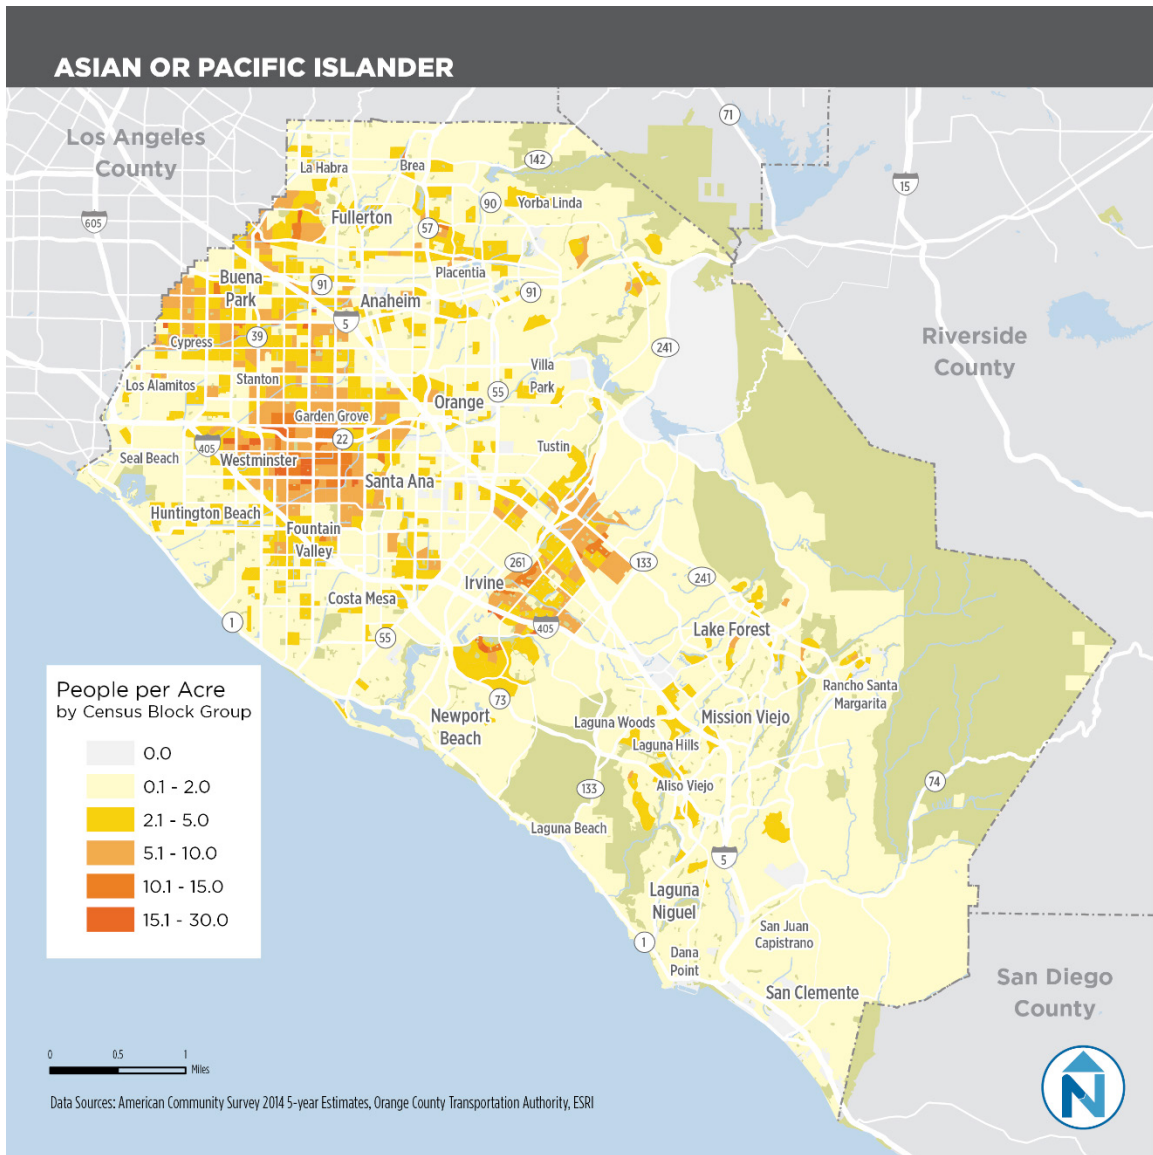 ASIAN OR PACIFIC ISLANDER
71
Los Angeles
County
142
La Habra
Brea
15
605
90
Yorba Linda
Fullerton
57
Placentia
Buena
Park
91
91
Anaheim
5
39
Cypress
Riverside
County
241
Villa
Park
Los Alamitos
Stanton
55
Orange
Garden Grove
22
405
Tustin
Seal Beach
Westminster
Santa Ana
Huntington Beach
Fountain
Valley
261
133
241
Irvine
Costa Mesa
1
405
55
Lake Forest
People per Acre
by Census Block Group
Rancho Santa
Margarita
73
Newport
Beach
Laguna Woods
Mission Viejo
Laguna Hills
0.0
0.1 - 2.0
2.1 - 5.0
5.1 - 10.0
10.1 - 15.0
15.1 - 30.0
133
Aliso Viejo
74
Laguna Beach
5
Laguna
Niguel
1
San Juan
Capistrano
Dana
Point
San Clemente
San Diego
County
0 0.5 1
Miles
Data Sources: American Community Survey 2014 5-year Estimates, Orange County Transportation Authority, ESRI
N